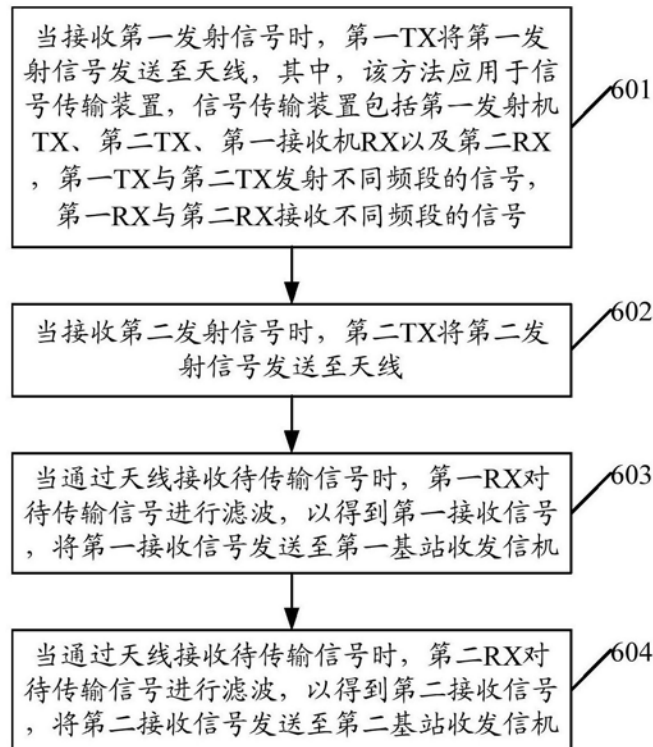 当接收第一发射信号时，第一TX将第一发
射信号发送至天线，其中，该方法应用于信
号传输装置，信号传输装置包括第一发射机
TX、第二TX、第一接收机RX以及第二RX
，第一TX与第二TX发射不同频段的信号，
第一RX与第二RX接收不同频段的信号
601
当接收第二发射信号时，第二TX将第二发
射信号发送至天线
602
当通过天线接收待传输信号时，第一RX对
待传输信号进行滤波，以得到第一接收信号
，将第一接收信号发送至第一基站收发信机
603
当通过天线接收待传输信号时，第二RX对
待传输信号进行滤波，以得到第二接收信号
，将第二接收信号发送至第二基站收发信机
604